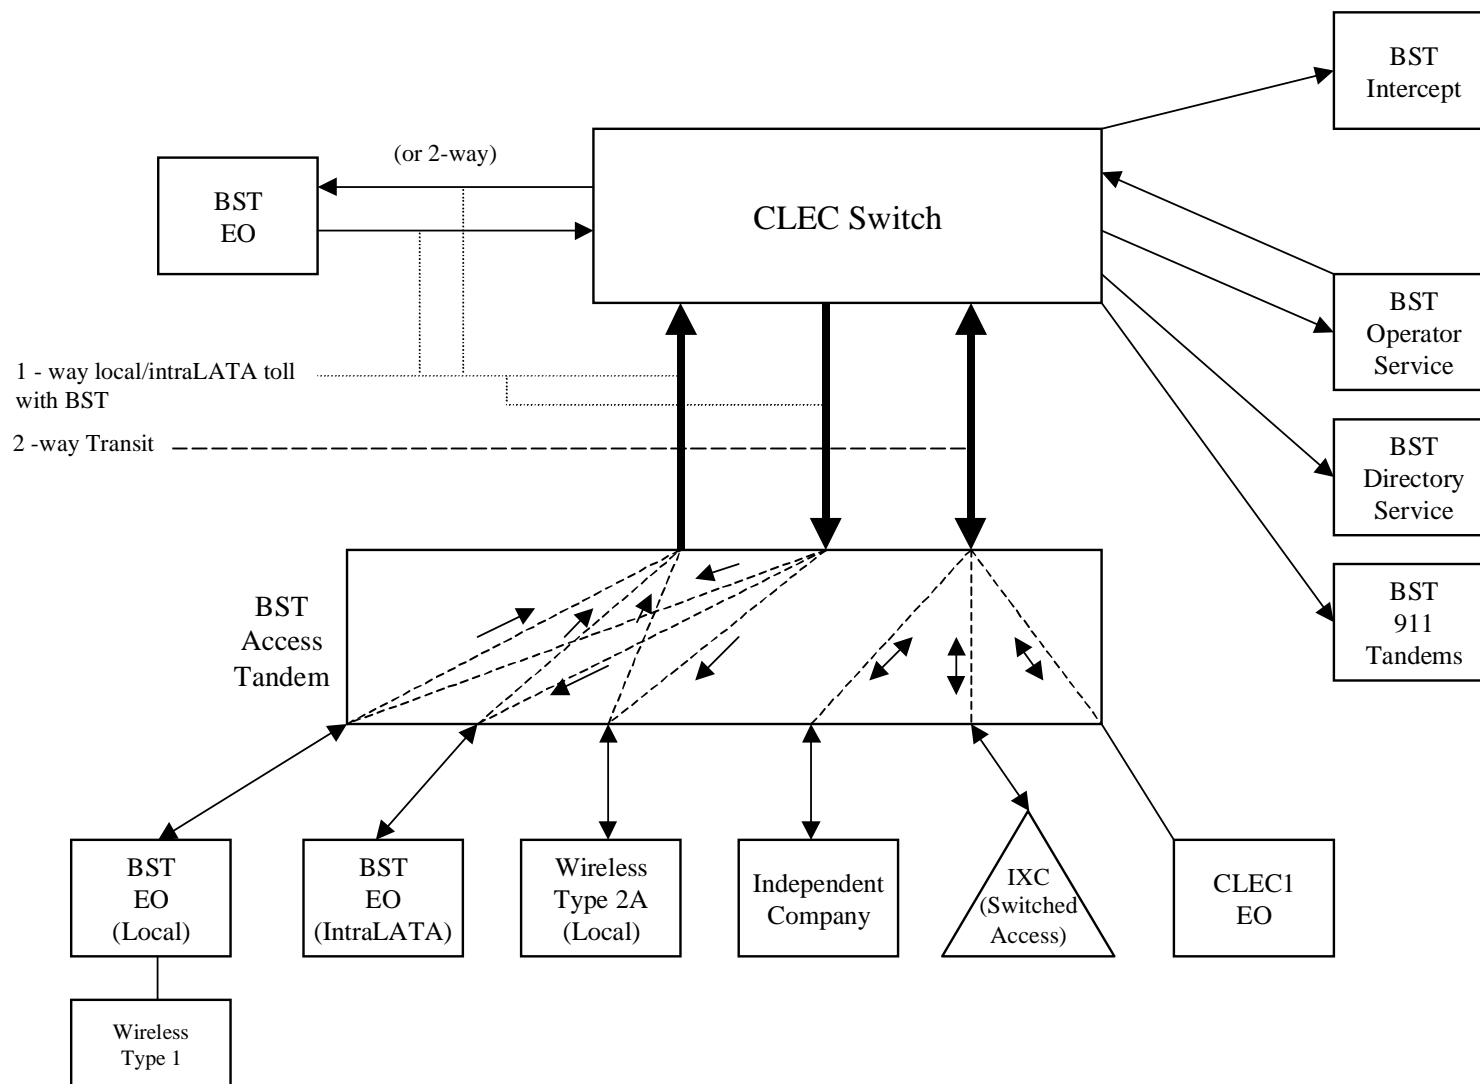 BST
Intercept
(or 2-way)
BST
EO
CLEC Switch
BST
Operator
Service
1 - way local/intraLATA toll
with BST
2 -way Transit
BST
Directory
Service
BST
911
Tandems
BST
Access
Tandem
BST
EO
(Local)
BST
EO
(IntraLATA)
Wireless
Type 2A
(Local)
Independent
Company
IXC
(Switched
Access)
CLEC1
EO
Wireless
Type 1